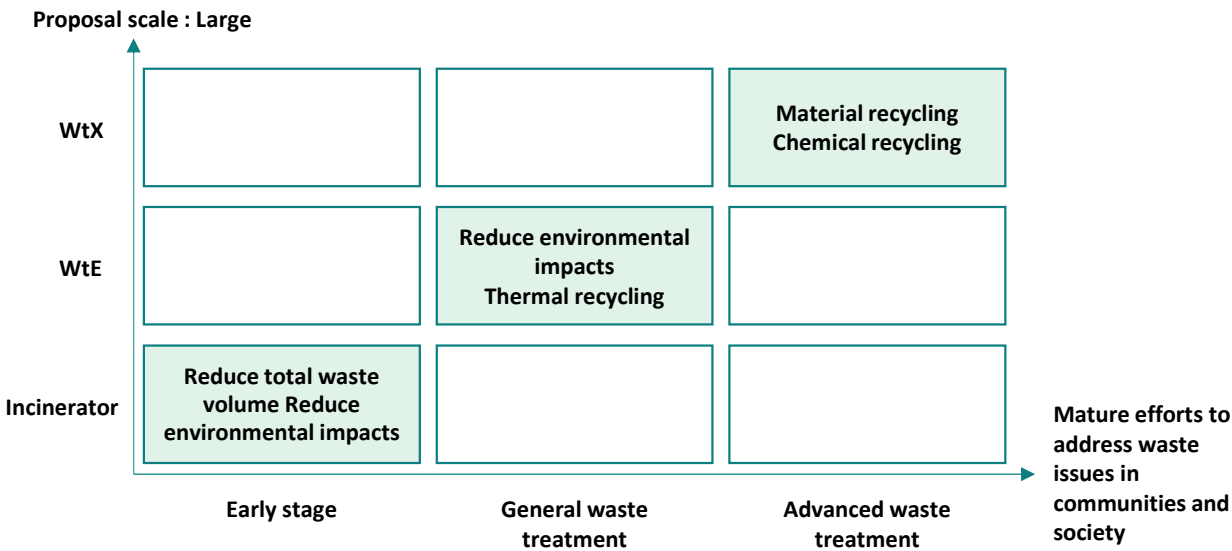 Proposal scale : Large
WtX
Material recycling
Chemical recycling
WtE
Reduce environmental
impacts
Thermal recycling
Incinerator
Reduce total waste
volume Reduce
environmental impacts
Mature efforts to
address waste
issues in
communities and
society
Early stage
General waste
treatment
Advanced waste
treatment